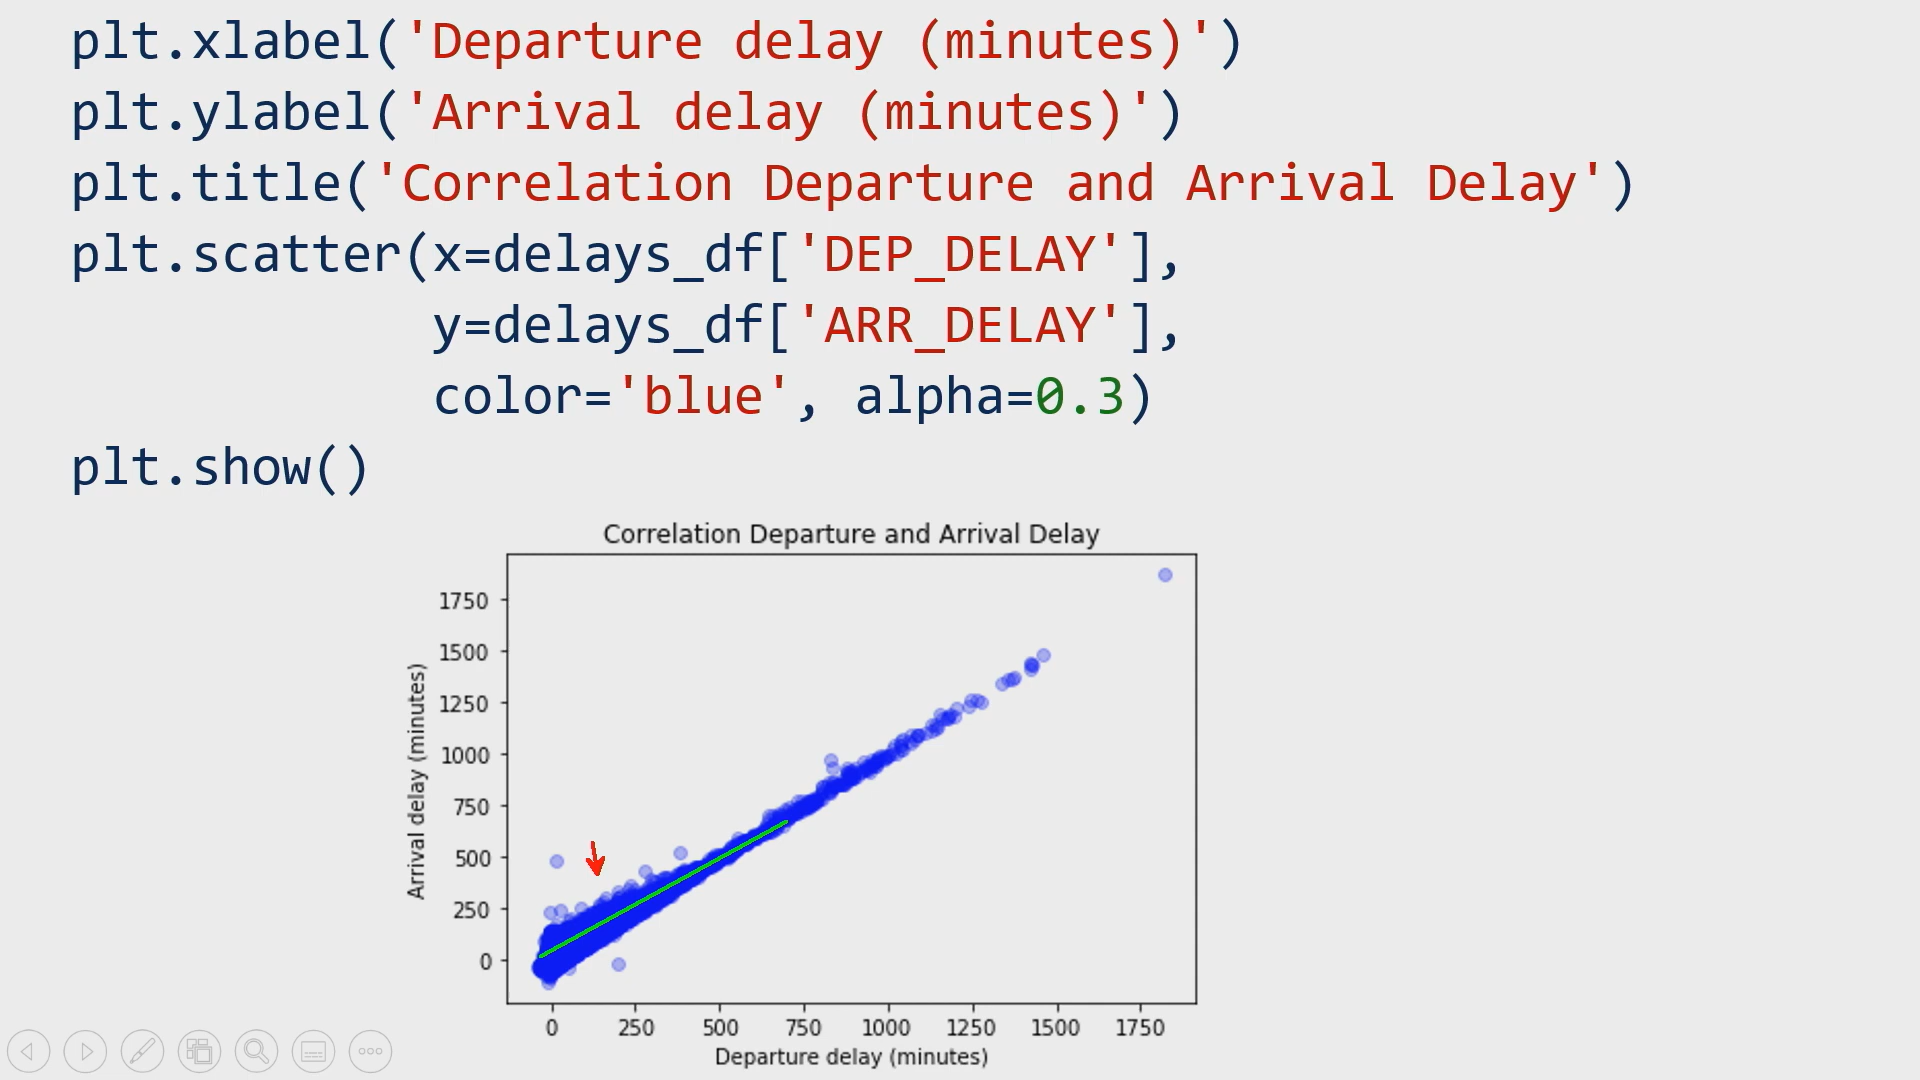 plt.xlabel('Departure delay (minutes)')
plt.ylabel('Arrival delay (minutes)')
plt.title('Correlation Departure and Arrival Delay')
plt.scatter(x=delays_df['DEP_DELAY'],
y=delays_df['ARR_DELAY'],
color='blue', alpha=0.3)
plt.show()
Correlation Departure and Arrival Delay
1750
1500
1250
1000
750
500
250
0
Arrival delay (minutes)
0 250 500 750 1000 1250 1500 1750
Departure delay (minutes)